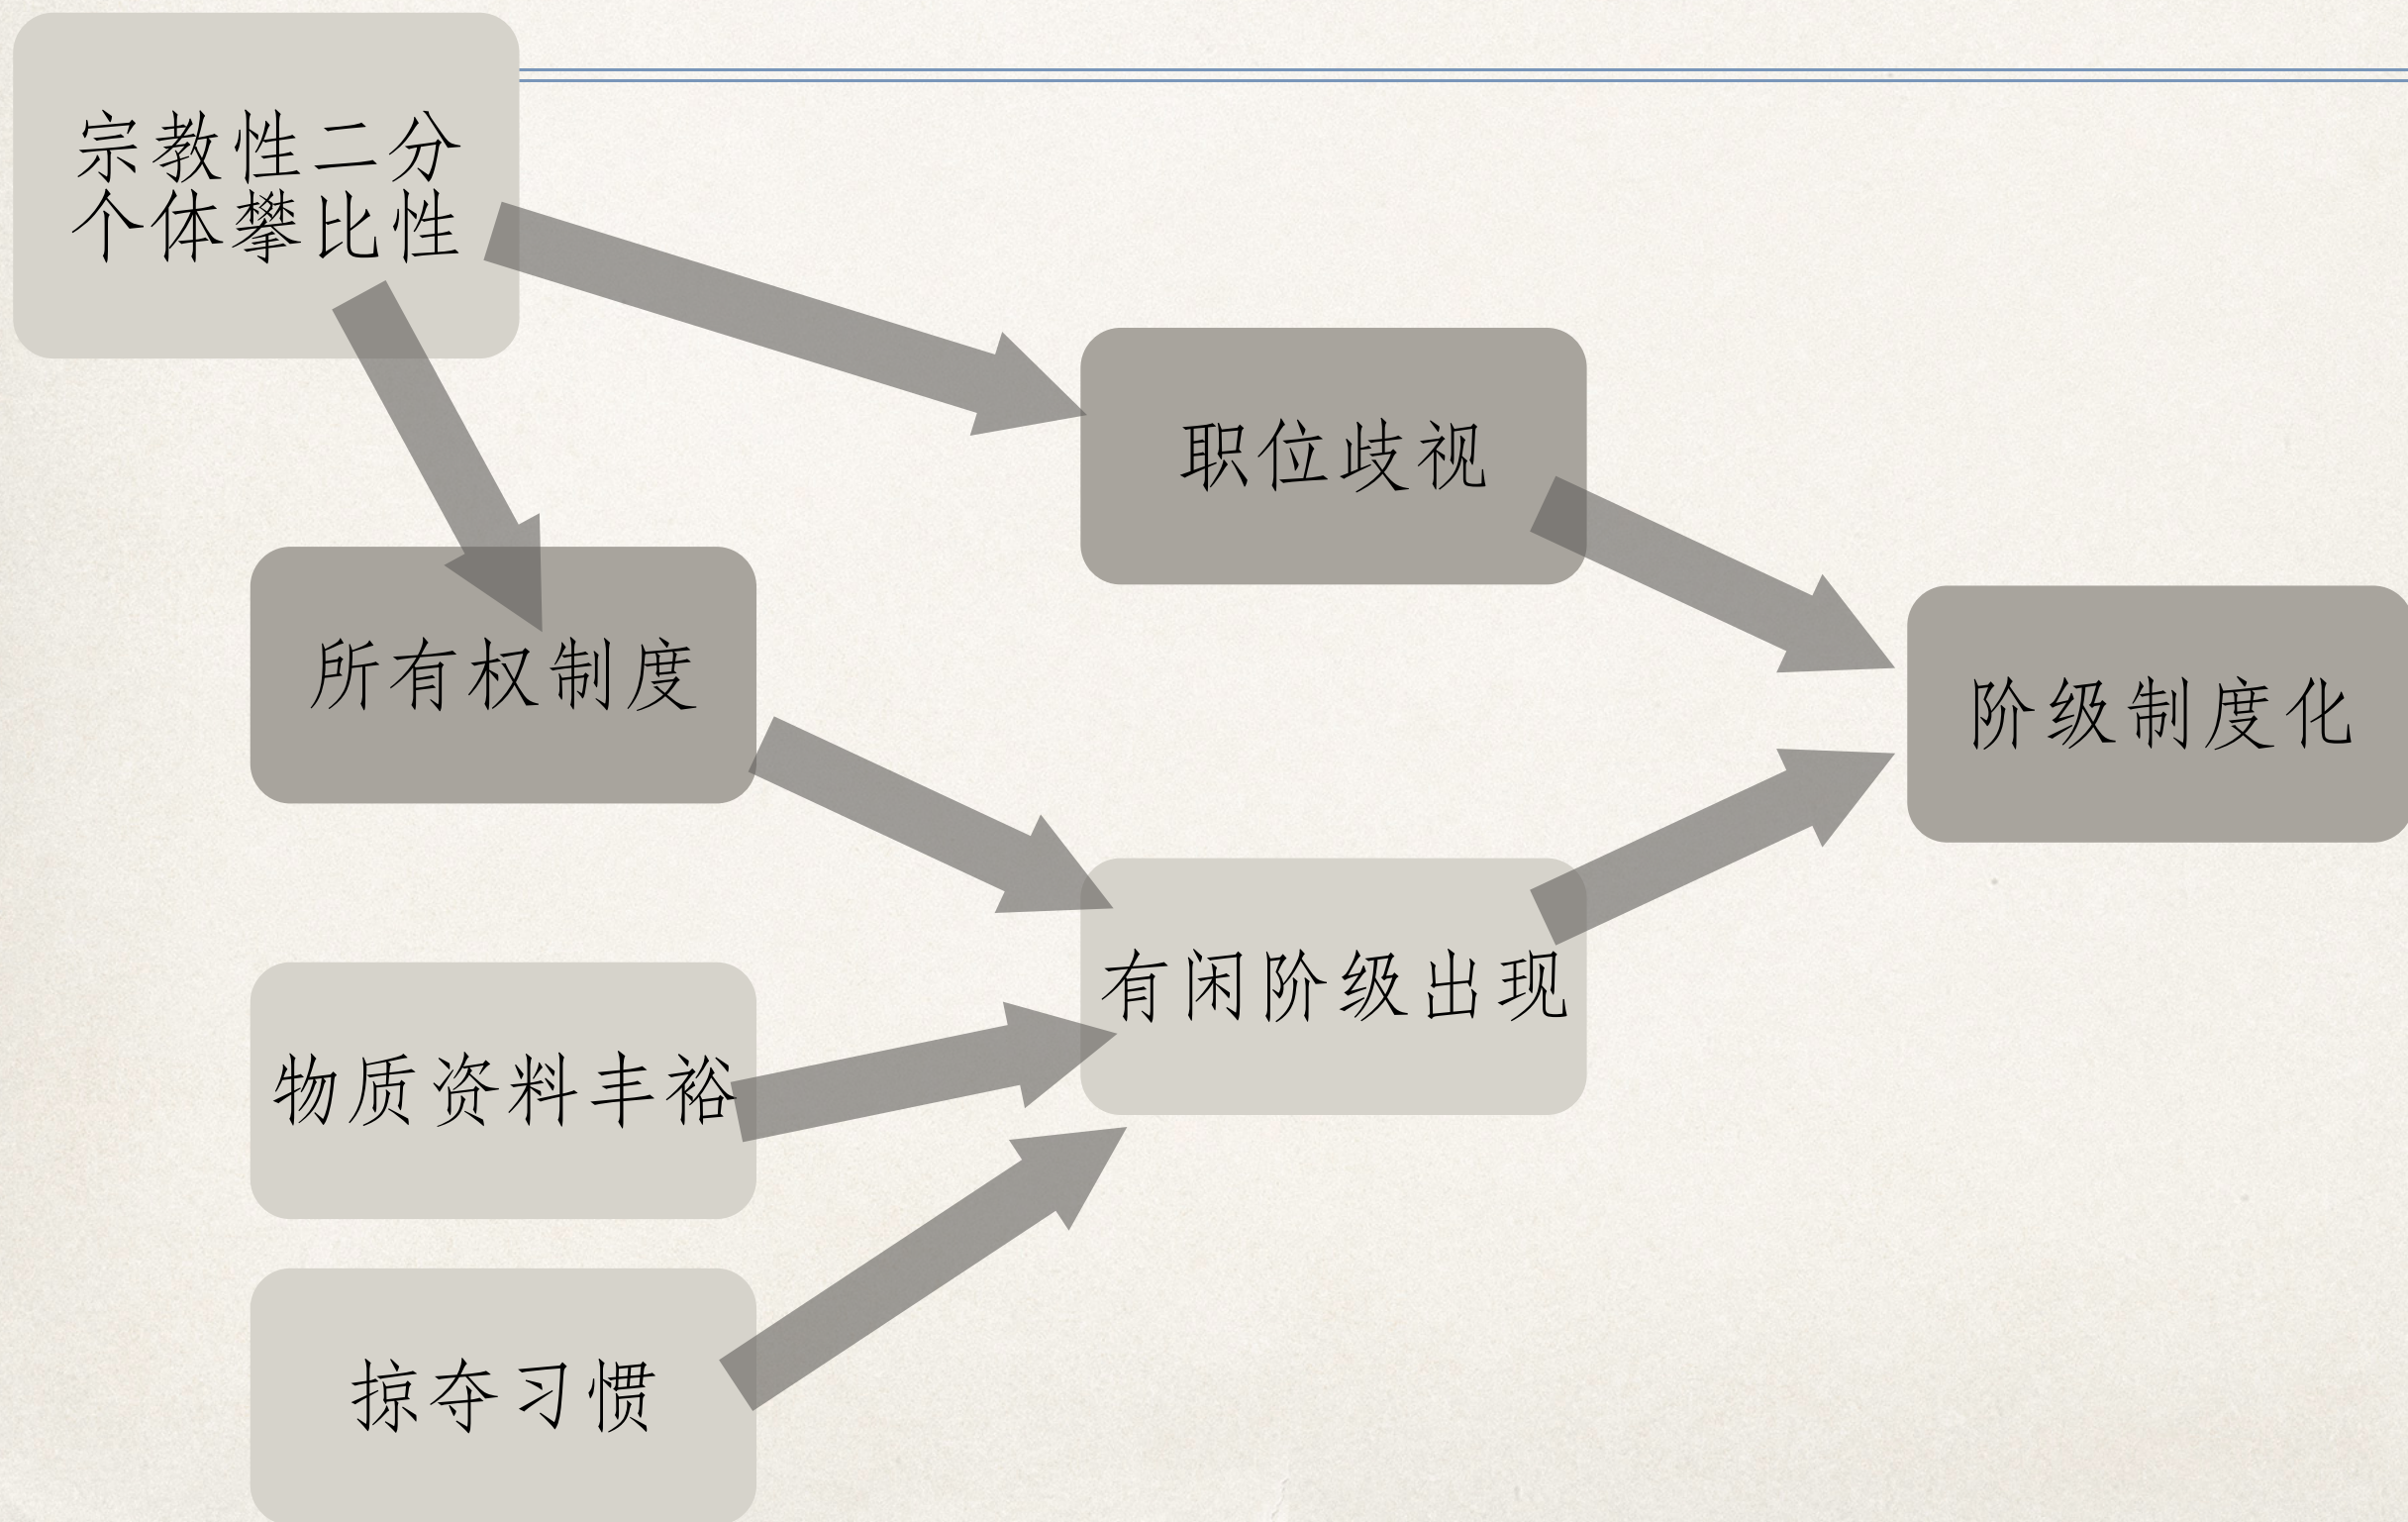 宗教性二分
个体攀比性
职位歧视
所有权制度
阶级制度化
有闲阶级出现
物质资料丰裕
掠夺习惯